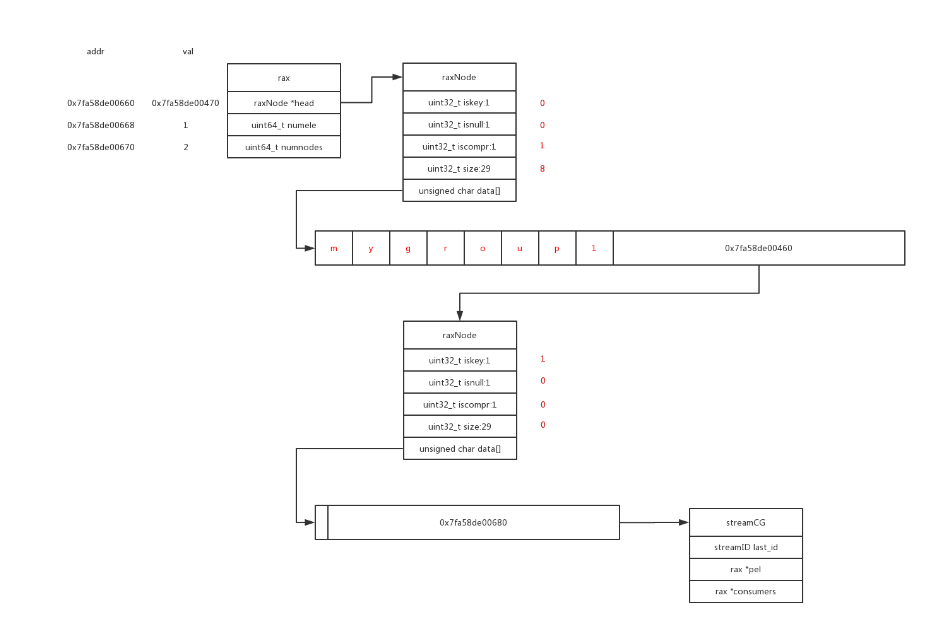 addr val
rax
raxNode
0x7fa58de00660 0x7fa58de00470 raxNode *head uint32_t iskey:1 0
0x7fa58de00668 1 uint64_t numele uint32_t isnull:1 0
0x7fa58de00670 2 uint64_t numnodes uint32_t iscompr:1 1
uint32_t size:29 8
unsigned char data[]
m y g r o u p 1 0x7fa58de00460
raxNode
uint32_t iskey:1 1
uint32_t isnull:1 0
uint32_t iscompr:1 0
uint32_t size:29 0
unsigned char data[]
0x7fa58de00680 streamCG
streamID last_id
rax *pel
rax *consumers